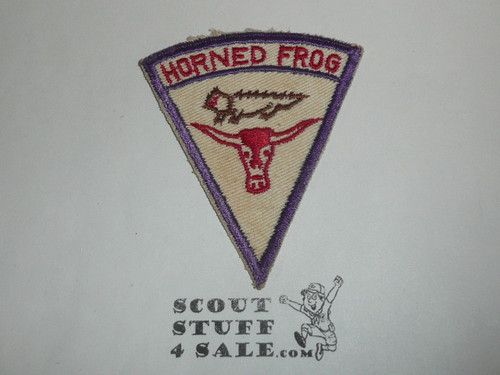 HORNED FROG
SCOUT
STUFF
4 SALE.COM